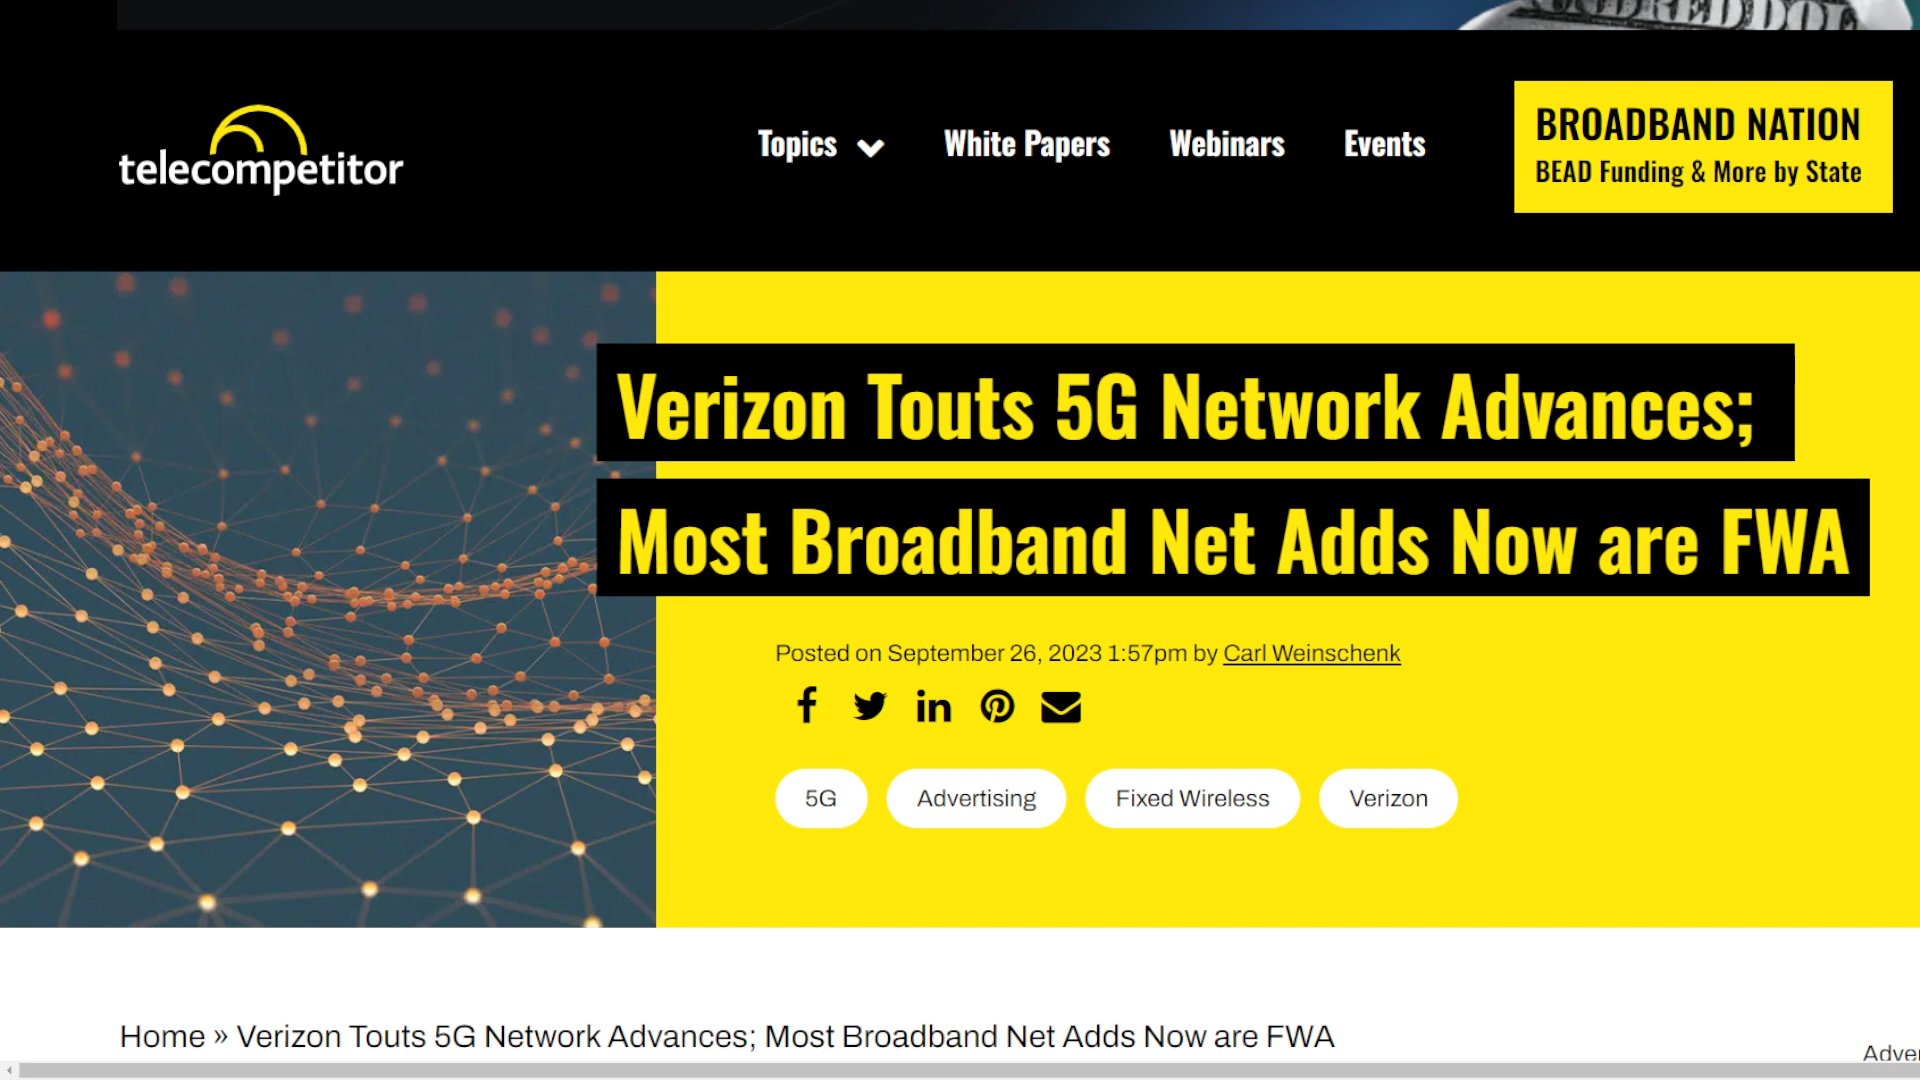 telecompetitor
Topics
White Papers
Webinars
Events
BROADBAND NATION
BEAD Funding & More by State
Verizon Touts 5G Network Advances;
Most Broadband Net Adds Now are FWA
Posted on September 26, 2023 1:57pm by Carl Weinschenk
5G
Advertising
Fixed Wireless
Verizon
Home » Verizon Touts 5G Network Advances; Most Broadband Net Adds Now are FWA